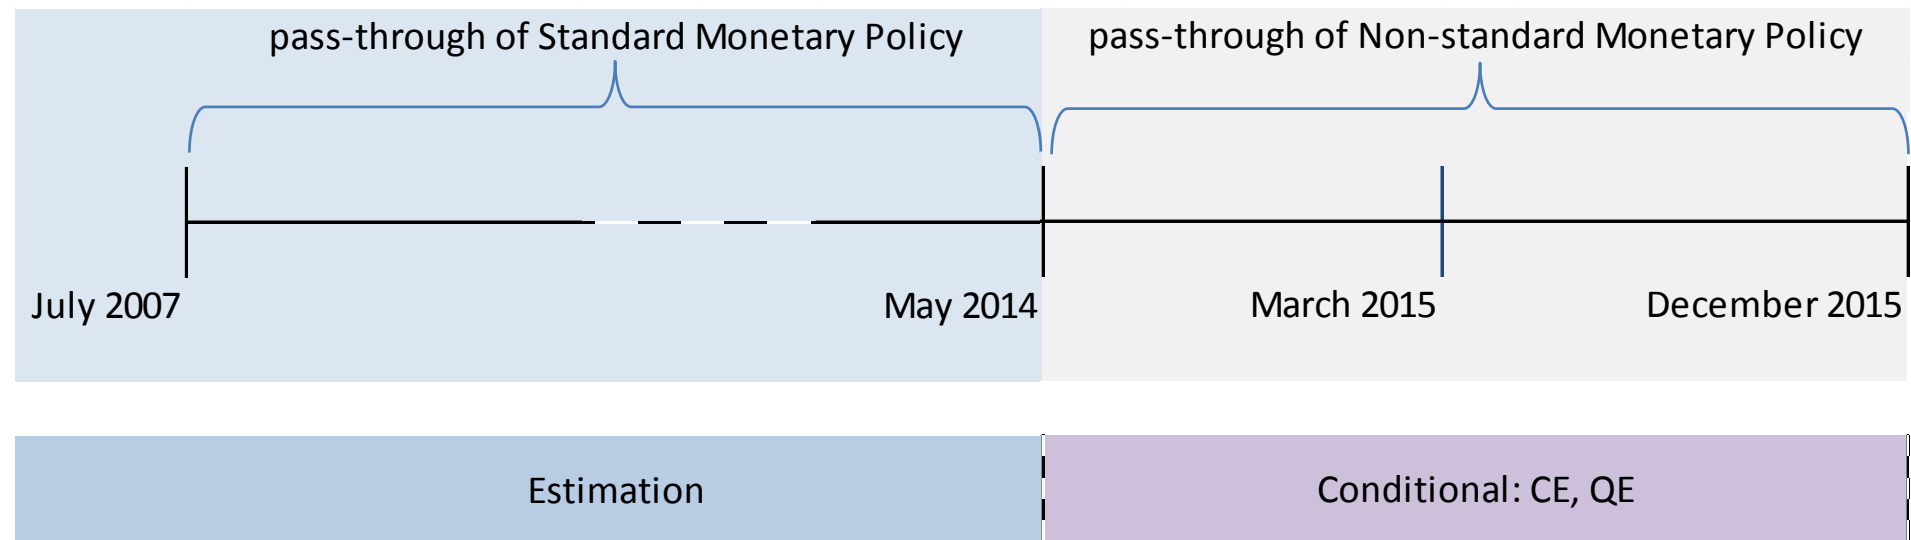 pass-through of Standard Monetary Policy
pass-through of Non-standard Monetary Policy
July 2007
May 2014
March 2015
December 2015
Estimation
Conditional: CE, QE